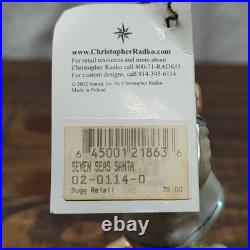 www.ChristopherRadko.com
For retail resources and more about
Christopher Radko call 800-71-RADKO
For custom designs, call 914-345-6114.
© 2012 Starad, Inc. by Christopher Radko
Made in Poland
6 45001 21863 6
SEVEN SEAS SANTA
02-0114-0
Sugg Retail 38.00